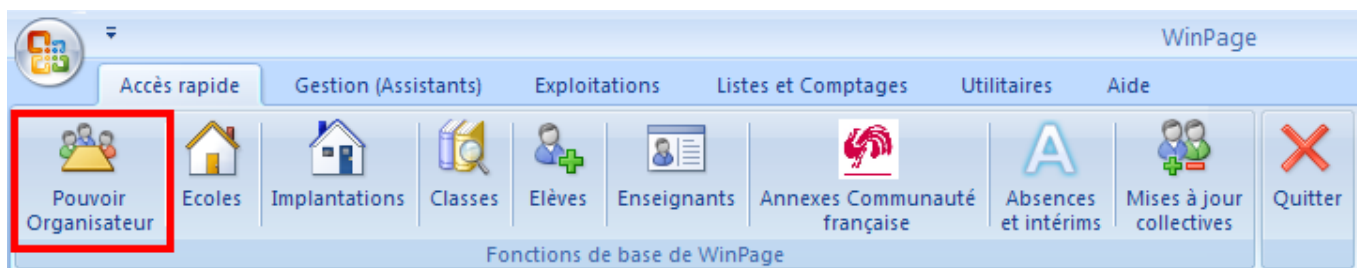 WinPage
Accès rapide Gestion (Assistants) Exploitations Listes et Comptages Utilitaires Aide
Pouvoir Organisateur Ecoles Implantations Classes Elèves Enseignants Annexes Communauté française Absences et intérims Mises à jour collectives Quitter
Fonctions de base de WinPage